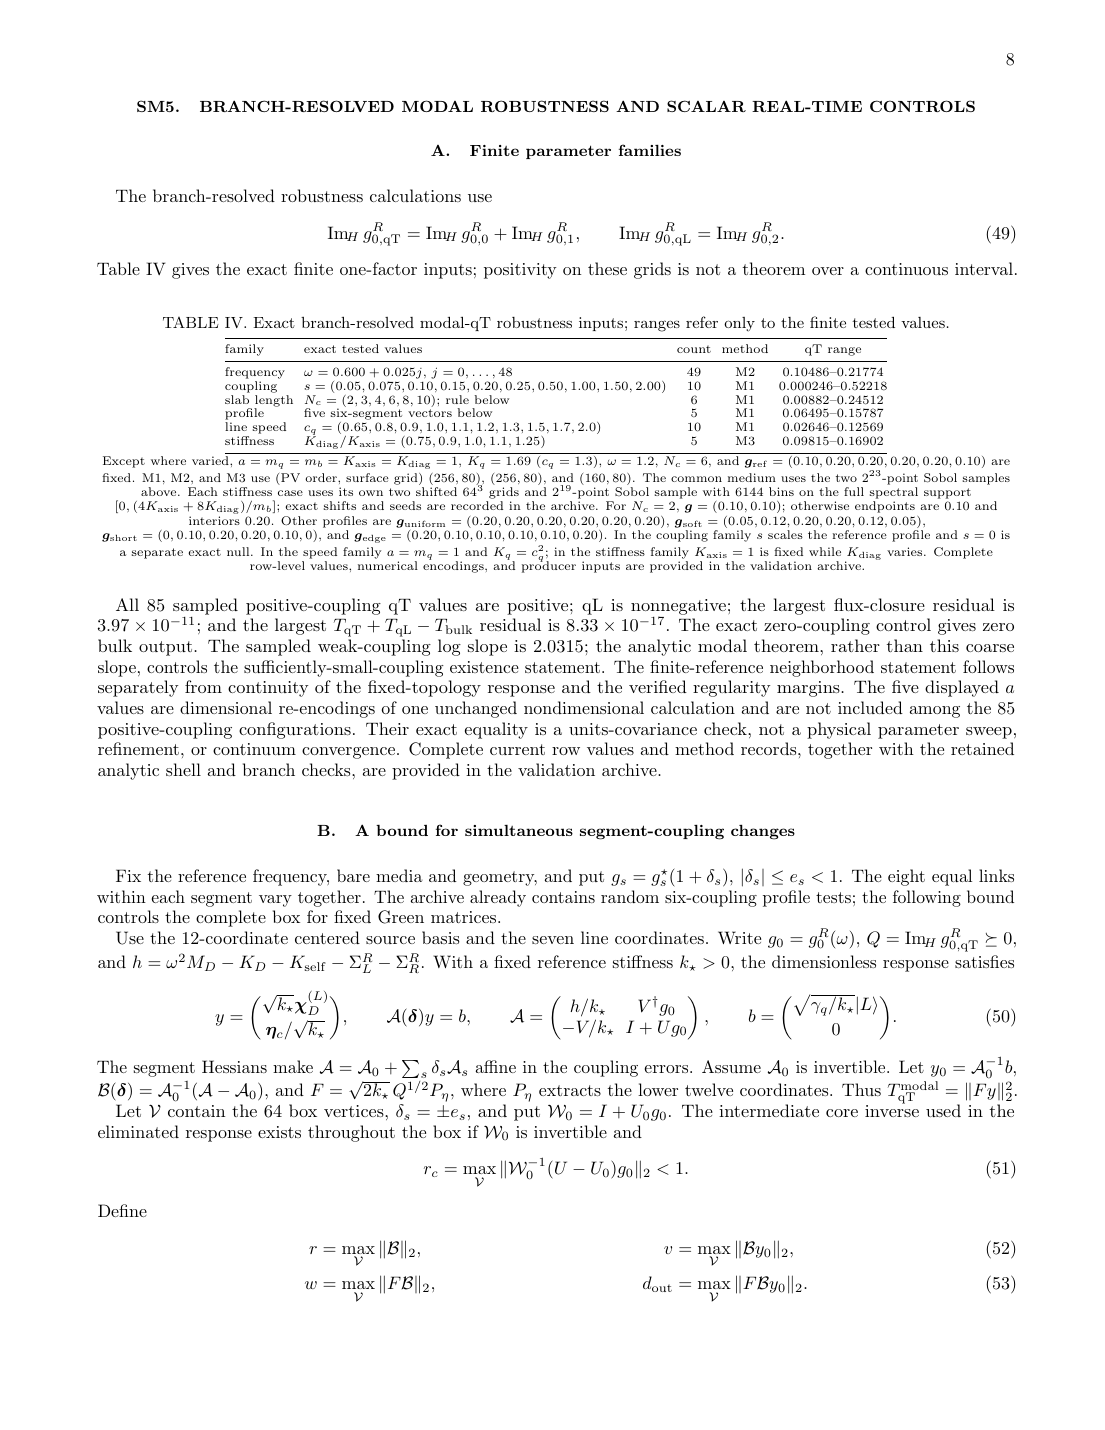 8
SM5. BRANCH-RESOLVED MODAL ROBUSTNESS AND SCALAR REAL-TIME CONTROLS
A. Finite parameter families
The branch-resolved robustness calculations use
Im_H g^R_{0,qT} = Im_H g^R_{0,0} + Im_H g^R_{0,1}, Im_H g^R_{0,qL} = Im_H g^R_{0,2}. (49)
Table IV gives the exact finite one-factor inputs; positivity on these grids is not a theorem over a continuous interval.
TABLE IV. Exact branch-resolved modal-qT robustness inputs; ranges refer only to the finite tested values.
family exact tested values count method qT range
frequency ω = 0.600 + 0.025j, j = 0, . . . , 48 49 M2 0.10486–0.21774
coupling s = (0.05, 0.075, 0.10, 0.15, 0.20, 0.25, 0.50, 1.00, 1.50, 2.00) 10 M1 0.000246–0.52218
slab length N_c = (2, 3, 4, 6, 8, 10); rule below 6 M1 0.00882–0.24512
profile five six-segment vectors below 5 M1 0.06495–0.15787
line speed c_q = (0.65, 0.8, 0.9, 1.0, 1.1, 1.2, 1.3, 1.5, 1.7, 2.0) 10 M1 0.02646–0.12569
stiffness K_diag/K_axis = (0.75, 0.9, 1.0, 1.1, 1.25) 5 M3 0.09815–0.16902
Except where varied, a = m_q = m_b = K_axis = K_diag = 1, K_q = 1.69 (c_q = 1.3), ω = 1.2, N_c = 6, and g_ref = (0.10, 0.20, 0.20, 0.20, 0.20, 0.10) are
fixed. M1, M2, and M3 use (PV order, surface grid) (256, 80), (256, 80), and (160, 80). The common medium uses the two 2^{23}-point Sobol samples
above. Each stiffness case uses its own two shifted 64^3 grids and 2^{19}-point Sobol sample with 6144 bins on the full spectral support
[0, (4K_axis + 8K_diag)/m_b]; exact shifts and seeds are recorded in the archive. For N_c = 2, g = (0.10, 0.10); otherwise endpoints are 0.10 and
interiors 0.20. Other profiles are g_uniform = (0.20, 0.20, 0.20, 0.20, 0.20, 0.20), g_soft = (0.05, 0.12, 0.20, 0.20, 0.12, 0.05),
g_short = (0, 0.10, 0.20, 0.20, 0.10, 0), and g_edge = (0.20, 0.10, 0.10, 0.10, 0.10, 0.20). In the coupling family s scales the reference profile and s = 0 is
a separate exact null. In the speed family a = m_q = 1 and K_q = c_q^2; in the stiffness family K_axis = 1 is fixed while K_diag varies. Complete
row-level values, numerical encodings, and producer inputs are provided in the validation archive.
All 85 sampled positive-coupling qT values are positive; qL is nonnegative; the largest flux-closure residual is
3.97 × 10^{−11}; and the largest T_qT + T_qL − T_bulk residual is 8.33 × 10^{−17}. The exact zero-coupling control gives zero
bulk output. The sampled weak-coupling log slope is 2.0315; the analytic modal theorem, rather than this coarse
slope, controls the sufficiently-small-coupling existence statement. The finite-reference neighborhood statement follows
separately from continuity of the fixed-topology response and the verified regularity margins. The five displayed a
values are dimensional re-encodings of one unchanged nondimensional calculation and are not included among the 85
positive-coupling configurations. Their exact equality is a units-covariance check, not a physical parameter sweep,
refinement, or continuum convergence. Complete current row values and method records, together with the retained
analytic shell and branch checks, are provided in the validation archive.
B. A bound for simultaneous segment-coupling changes
Fix the reference frequency, bare media and geometry, and put g_s = g_s^⋆(1 + δ_s), |δ_s| ≤ e_s < 1. The eight equal links
within each segment vary together. The archive already contains random six-coupling profile tests; the following bound
controls the complete box for fixed Green matrices.
Use the 12-coordinate centered source basis and the seven line coordinates. Write g_0 = g_0^R(ω), Q = Im_H g^R_{0,qT} ⪰ 0,
and h = ω^2 M_D − K_D − K_self − Σ_L^R − Σ_R^R. With a fixed reference stiffness k_⋆ > 0, the dimensionless response satisfies
y = (√k_⋆ χ_D^{(L)} ; η_c/√k_⋆), A(δ)y = b, A = (h/k_⋆ V^†g_0 ; −V/k_⋆ I + Ug_0), b = (√(γ_q/k_⋆)|L⟩ ; 0). (50)
The segment Hessians make A = A_0 + ∑_s δ_s A_s affine in the coupling errors. Assume A_0 is invertible. Let y_0 = A_0^{−1}b,
B(δ) = A_0^{−1}(A − A_0), and F = √(2k_⋆) Q^{1/2} P_η, where P_η extracts the lower twelve coordinates. Thus T_qT^modal = ‖Fy‖_2^2.
Let V contain the 64 box vertices, δ_s = ±e_s, and put W_0 = I + U_0 g_0. The intermediate core inverse used in the
eliminated response exists throughout the box if W_0 is invertible and
r_c = max_V ‖W_0^{−1}(U − U_0)g_0‖_2 < 1. (51)
Define
r = max_V ‖B‖_2, v = max_V ‖By_0‖_2, (52)
w = max_V ‖FB‖_2, d_out = max_V ‖FBy_0‖_2. (53)